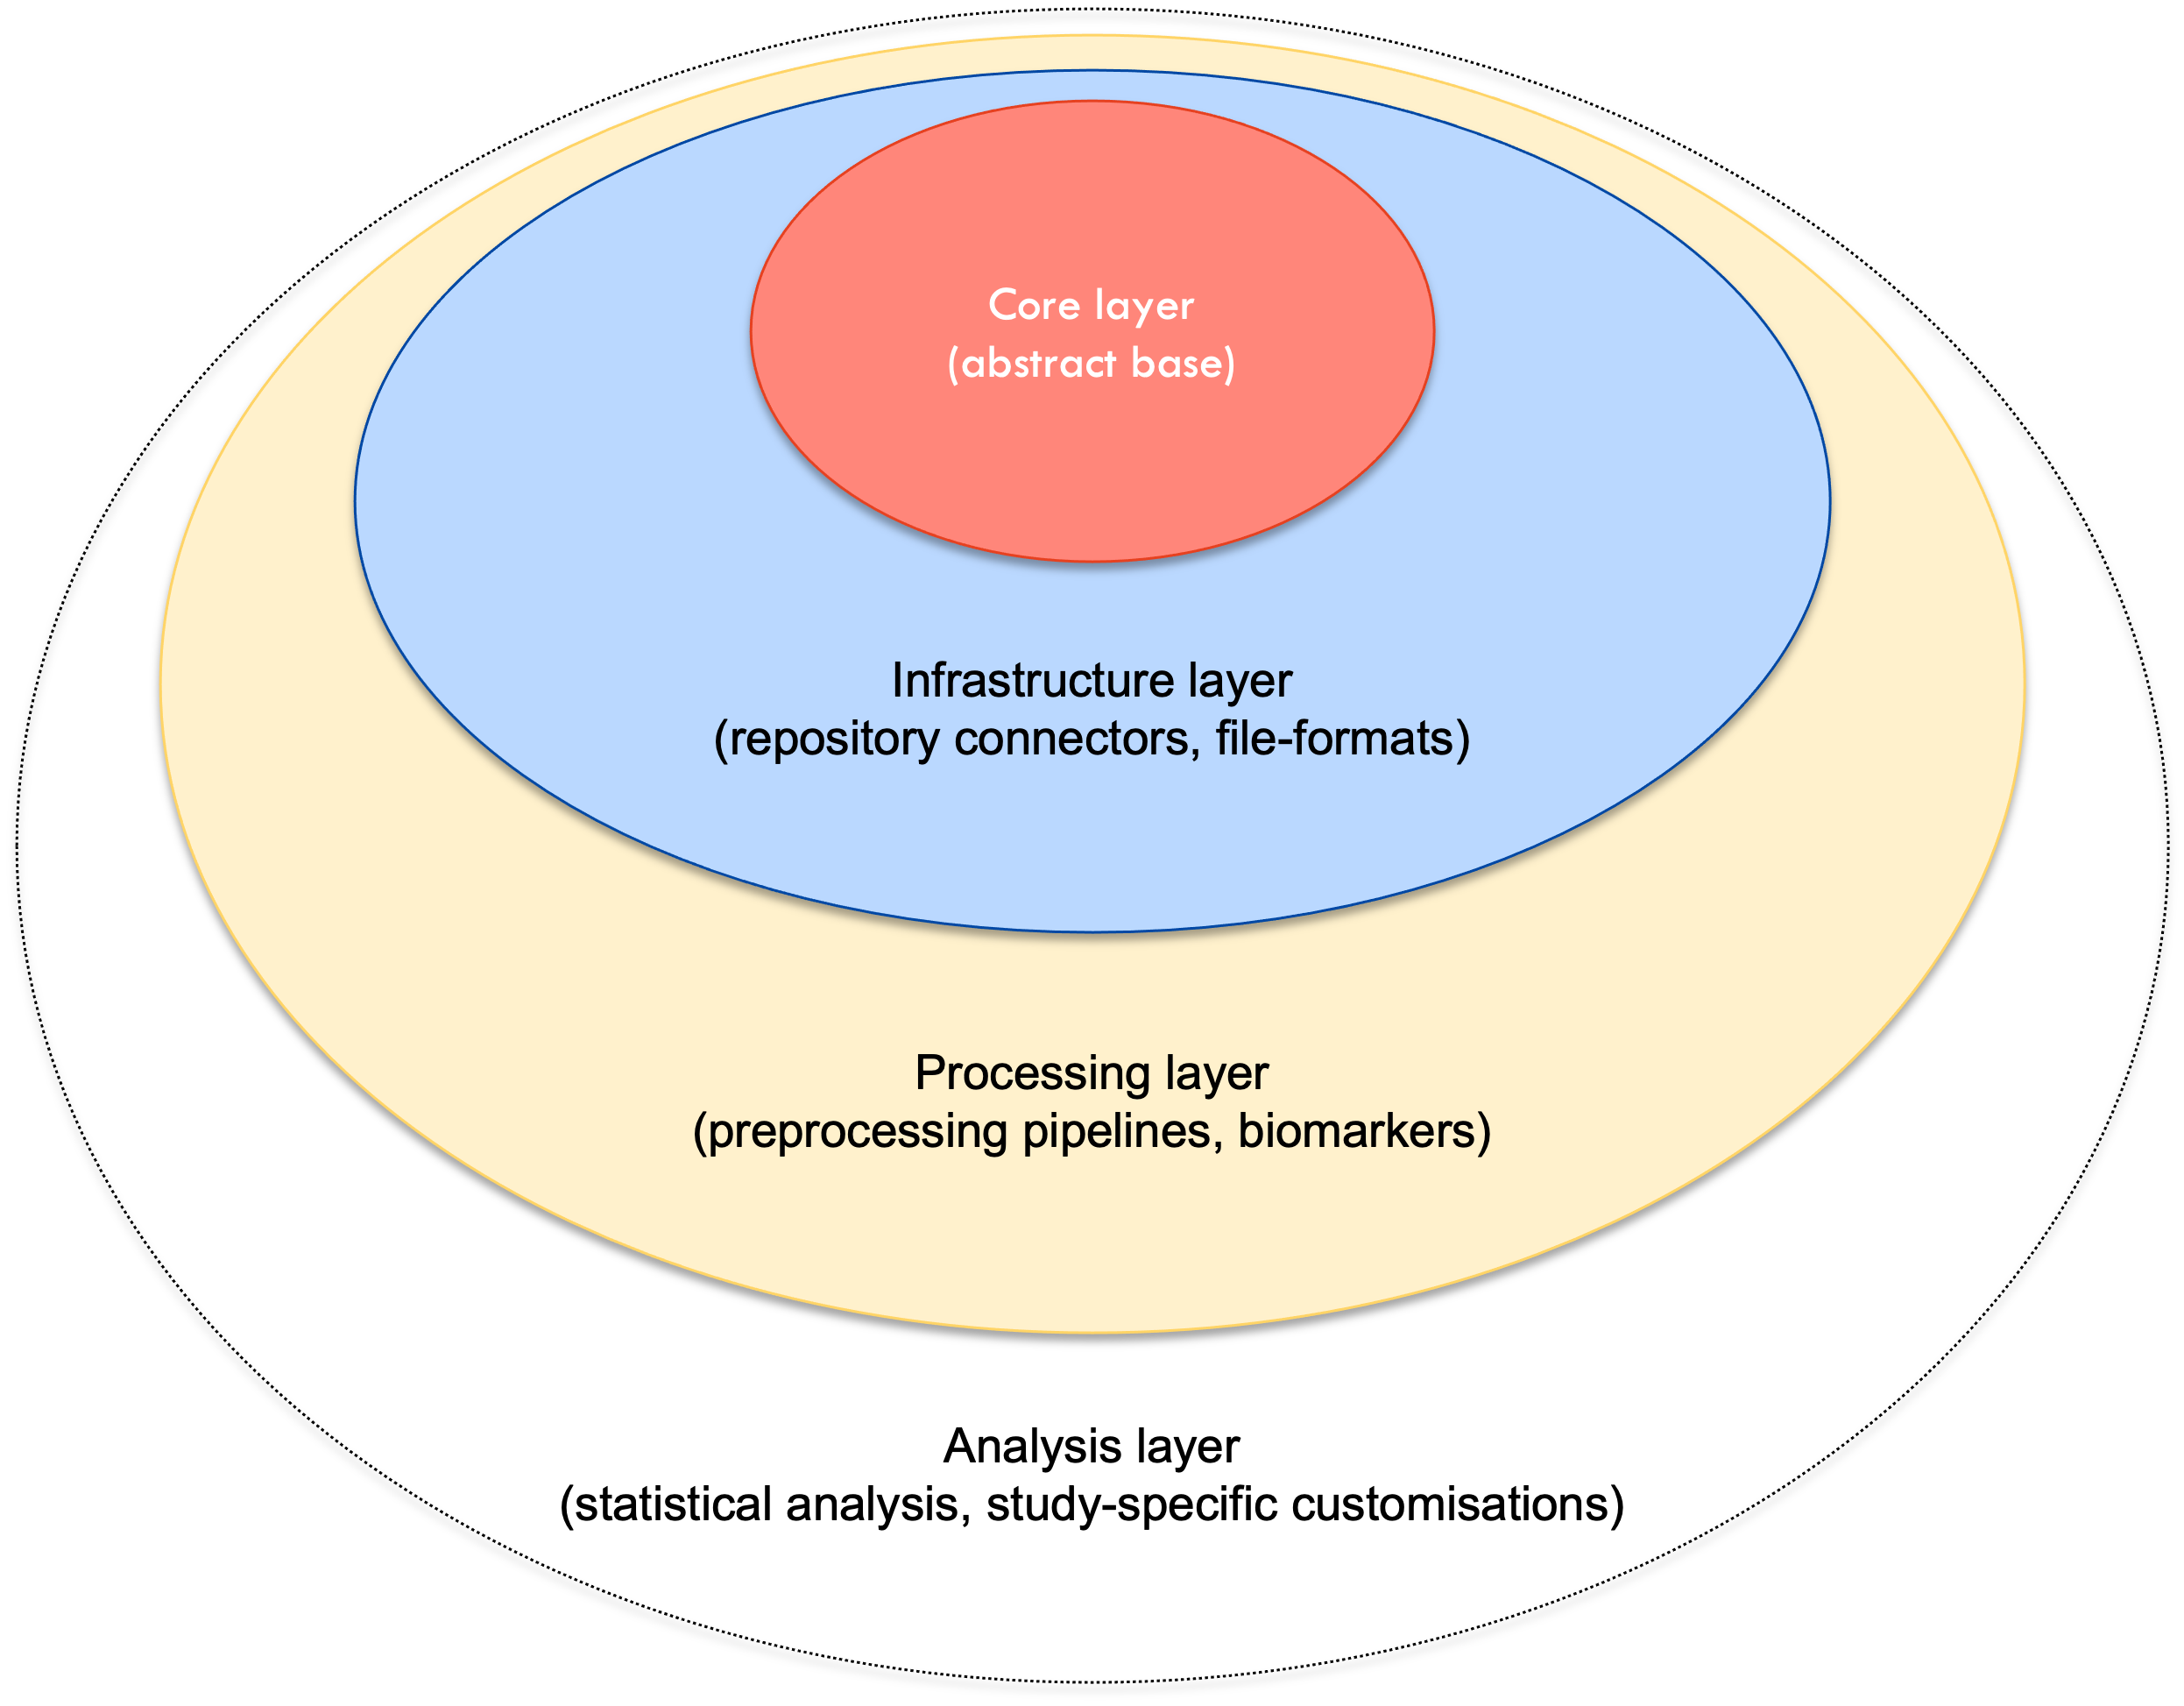 Core layer
(abstract base)
Infrastructure layer
(repository connectors, file-formats)
Processing layer
(preprocessing pipelines, biomarkers)
Analysis layer
(statistical analysis, study-specific customisations)